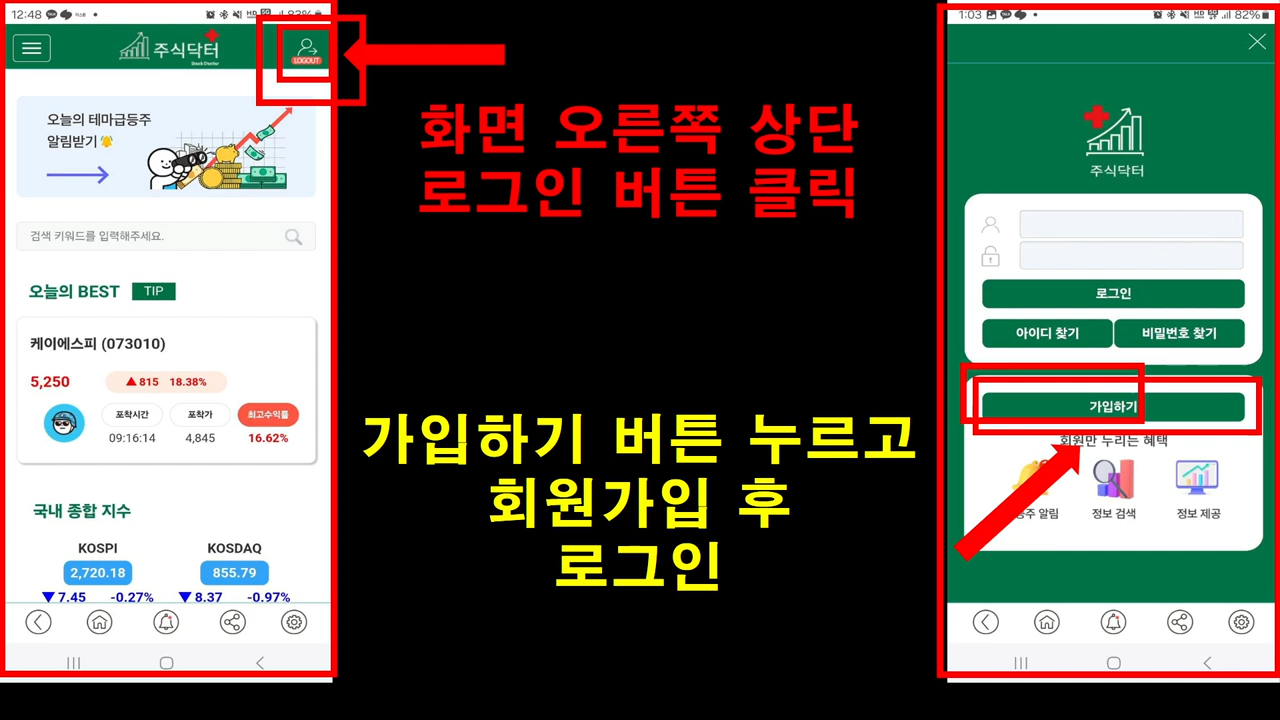 12:48
82%
주식닥터
Stock Doctor
LOGOUT
오늘의 테마급등주
알림받기
검색 키워드를 입력해주세요.
오늘의 BEST TIP
케이에스피 (073010)
5,250 ▲ 815 18.38%
포착시간 포착가 최고수익률
09:16:14 4,845 16.62%
국내 종합 지수
KOSPI KOSDAQ
2,720.18 855.79
▼ 7.45 -0.27% ▼ 8.37 -0.97%
화면 오른쪽 상단
로그인 버튼 클릭
가입하기 버튼 누르고
회원가입 후
로그인
1:03
82%
주식닥터
로그인
아이디 찾기 비밀번호 찾기
가입하기
회원만 누리는 혜택
알림 정보 검색 정보 제공